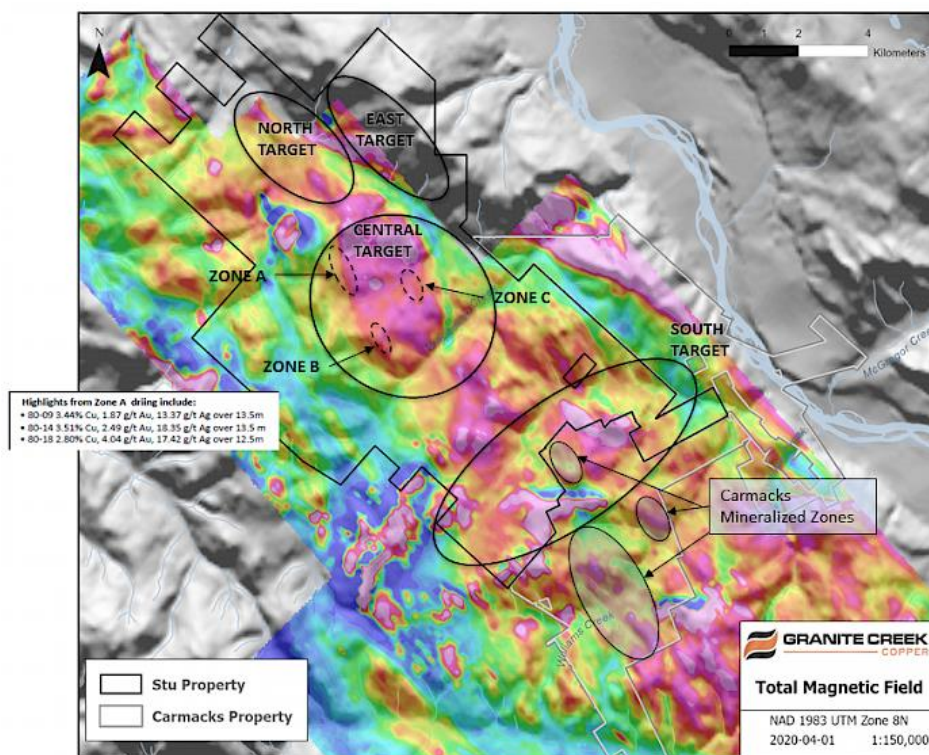 N
0 1 2 4
Kilometers
NORTH
TARGET
EAST
TARGET
CENTRAL
TARGET
ZONE A
ZONE C
ZONE B
SOUTH
TARGET
McGregor Creek
Highlights from Zone A driing include:
• 80-09 3.44% Cu, 1.87 g/t Au, 13.37 g/t Ag over 13.5m
• 80-14 3.51% Cu, 2.49 g/t Au, 18.35 g/t Ag over 13.5 m
• 80-18 2.80% Cu, 4.04 g/t Au, 17.42 g/t Ag over 12.5m
Carmacks
Mineralized Zones
Williams Creek
Stu Property
Carmacks Property
GRANITE CREEK
COPPER
Total Magnetic Field
NAD 1983 UTM Zone 8N
2020-04-01 1:150,000